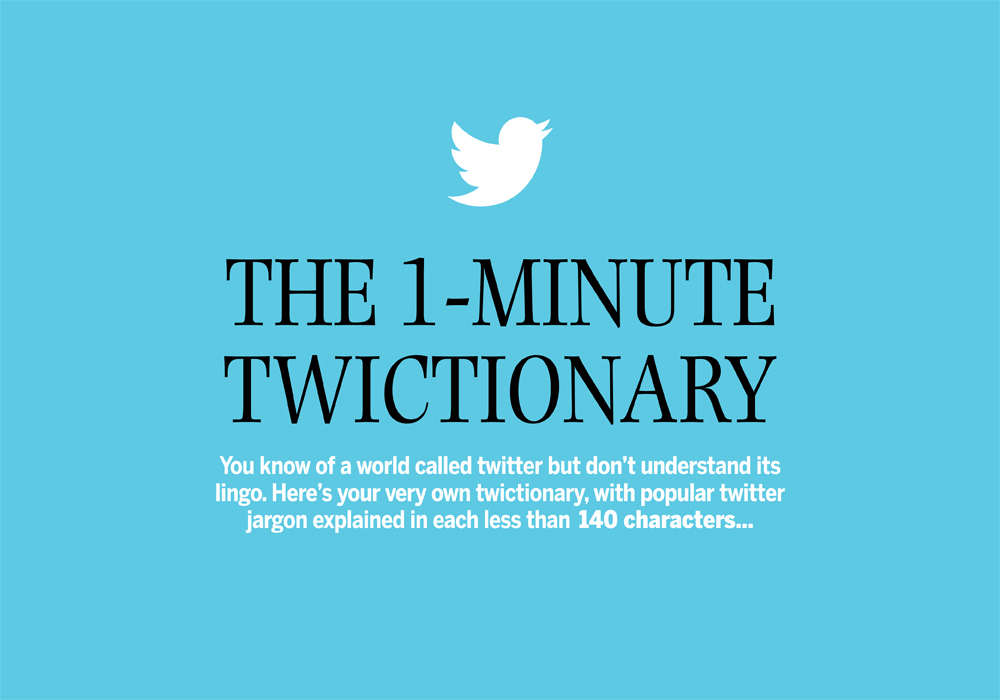 THE 1-MINUTE
TWICTIONARY
You know of a world called twitter but don’t understand its
lingo. Here’s your very own twictionary, with popular twitter
jargon explained in each less than 140 characters...